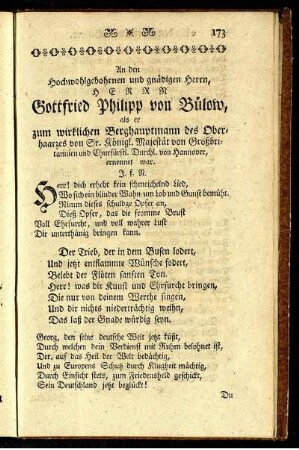 173
An den
Hochwohlgebohrnen und gnädigen Herrn,
HERRN
Gottfried Philipp von Bülow,
als er
zum wirklichen Berghauptmann des Ober-
haarzes von Sr. Königl. Majestät von Großbri-
tannien und Churfürstl. Durchl. von Hannover,
ernennet war.
J. F. N.
Herr! dich erhebt kein schmeichelnd Lied,
Wo sich ein blinder Wahn um Lob und Gunst bemüht.
Nimm dieses schuldge Opfer an,
Dieß Opfer, das die fromme Brust
Voll Ehrfurcht, und voll wahrer Lust
Dir unterthänig bringen kann.
Der Trieb, der in dem Busen lodert,
Und jetzt entflammte Wünsche fodert,
Belebt der Flöten sanften Ton.
Herr! was dir Kunst und Ehrfurcht bringen,
Die nur von deinem Werthe singen,
Und dir nichts niederträchtig weihn,
Das laß der Gnade würdig seyn.
Georg, den seine deutsche Welt jetzt küßt,
Durch welchen dein Verdienst mit Ruhm belohnet ist,
Der, auf das Heil der Welt bedächtig,
Und zu Europens Schutz durch Klugheit mächtig,
Durch Einsicht stets, zum Friedensheld geschickt,
Sein Deutschland jetzt beglückt!
Du